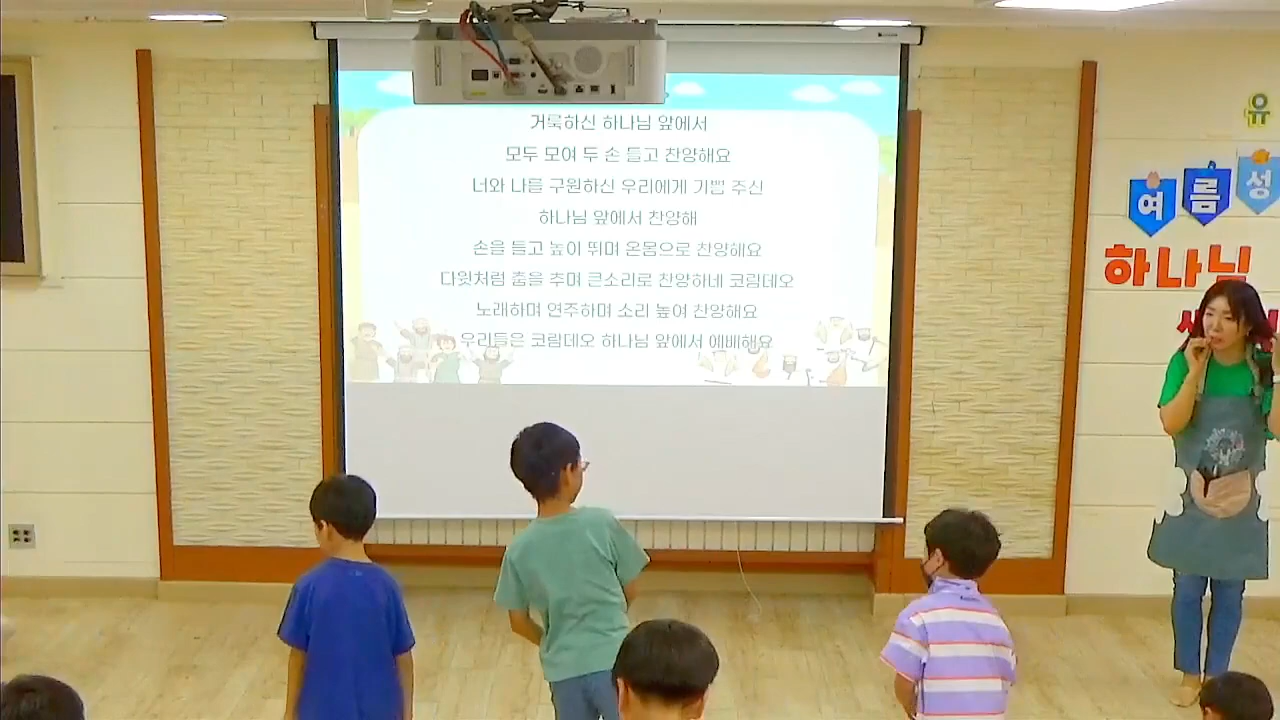 거룩하신 하나님 앞에서
모두 모여 두 손 들고 찬양해요
너와 나를 구원하신 우리에게 기쁨 주신
하나님 앞에서 찬양해
손을 들고 높이 뛰며 온몸으로 찬양해요
다윗처럼 춤을 추며 큰소리로 찬양하네 코람데오
노래하며 연주하며 소리 높여 찬양해요
우리들은 코람데오 하나님 앞에서 예배해요
유
여름성
하나님